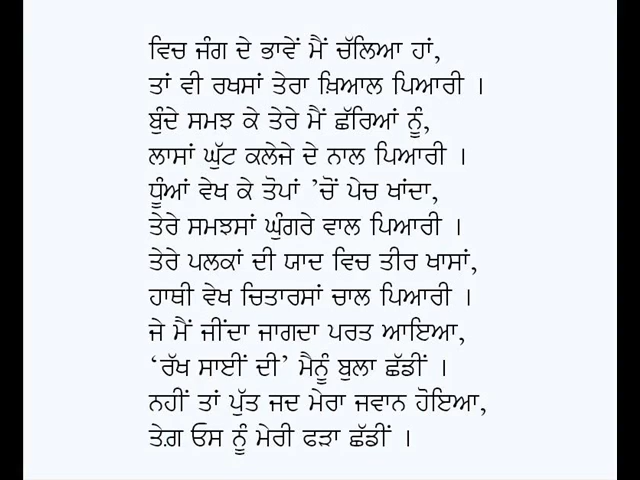 ਵਿਚ ਜੰਗ ਦੇ ਭਾਵੇਂ ਮੈਂ ਚੱਲਿਆ ਹਾਂ,
ਤਾਂ ਵੀ ਰਖਸਾਂ ਤੇਰਾ ਖ਼ਿਆਲ ਪਿਆਰੀ ।
ਬੁੰਦੇ ਸਮਝ ਕੇ ਤੇਰੇ ਮੈਂ ਛੱਰਿਆਂ ਨੂੰ,
ਲਾਸਾਂ ਘੁੱਟ ਕਲੇਜੇ ਦੇ ਨਾਲ ਪਿਆਰੀ ।
ਧੂੰਆਂ ਵੇਖ ਕੇ ਤੋਪਾਂ ’ਚੋਂ ਪੇਚ ਖਾਂਦਾ,
ਤੇਰੇ ਸਮਝਸਾਂ ਘੁੰਗਰੇ ਵਾਲ ਪਿਆਰੀ ।
ਤੇਰੇ ਪਲਕਾਂ ਦੀ ਯਾਦ ਵਿਚ ਤੀਰ ਖਾਸਾਂ,
ਹਾਥੀ ਵੇਖ ਚਿਤਾਰਸਾਂ ਚਾਲ ਪਿਆਰੀ ।
ਜੇ ਮੈਂ ਜੀਂਦਾ ਜਾਗਦਾ ਪਰਤ ਆਇਆ,
‘ਰੱਖ ਸਾਈਂ ਦੀ’ ਮੈਨੂੰ ਬੁਲਾ ਛੱਡੀਂ ।
ਨਹੀਂ ਤਾਂ ਪੁੱਤ ਜਦ ਮੇਰਾ ਜਵਾਨ ਹੋਇਆ,
ਤੇਗ਼ ਓਸ ਨੂੰ ਮੇਰੀ ਫੜਾ ਛੱਡੀਂ ।